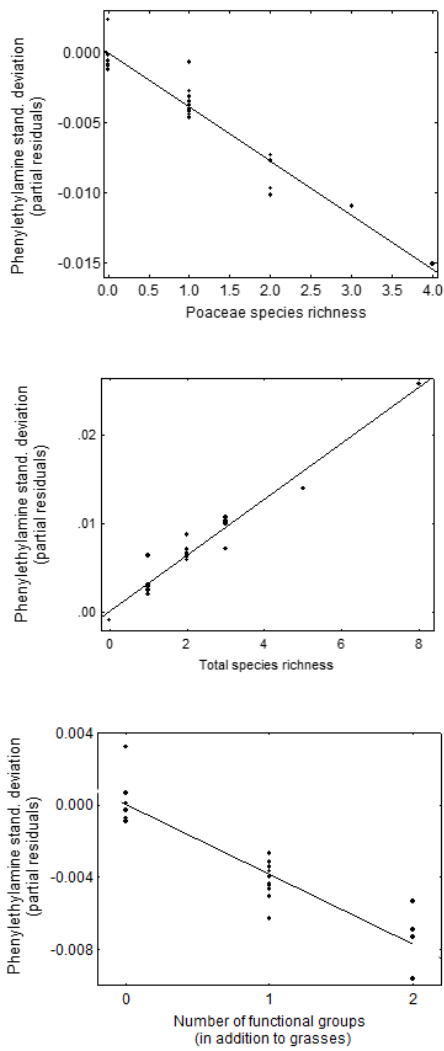 Phenylethylamine stand. deviation
(partial residuals)
0.000
-0.005
-0.010
-0.015
0.0 0.5 1.0 1.5 2.0 2.5 3.0 3.5 4.0
Poaceae species richness
Phenylethylamine stand. deviation
(partial residuals)
.02
.01
.00
0 2 4 6 8
Total species richness
Phenylethylamine stand. deviation
(partial residuals)
0.004
0.000
-0.004
-0.008
0 1 2
Number of functional groups
(in addition to grasses)